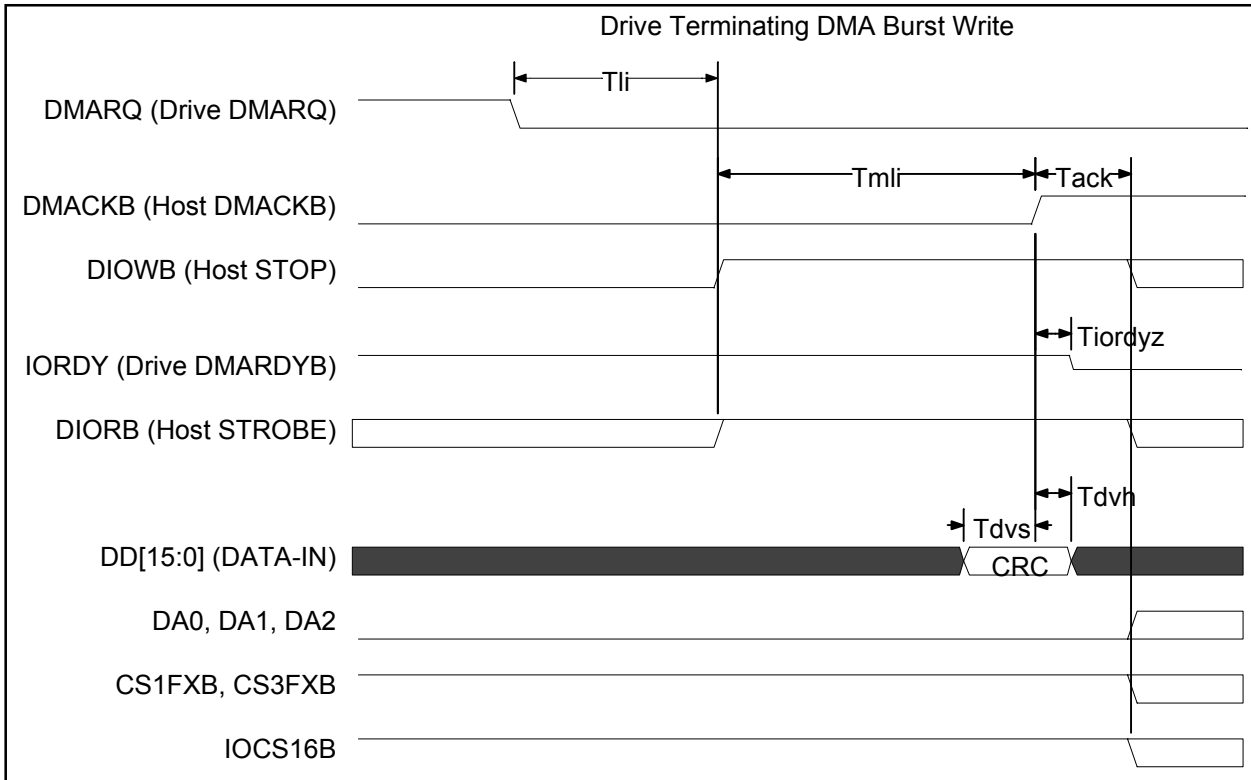 Drive Terminating DMA Burst Write
Tli
DMARQ (Drive DMARQ)
Tmli
Tack
DMACKB (Host DMACKB)
DIOWB (Host STOP)
Tiordyz
IORDY (Drive DMARDYB)
DIORB (Host STROBE)
Tdvh
Tdvs
DD[15:0] (DATA-IN)
CRC
DA0, DA1, DA2
CS1FXB, CS3FXB
IOCS16B